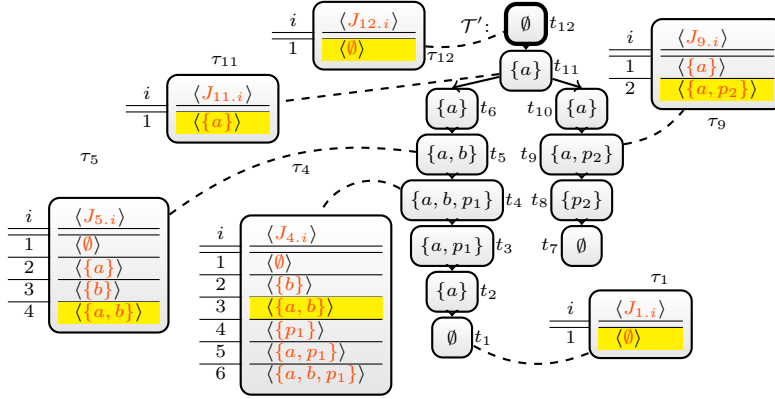 i ⟨J12.i⟩
1 ⟨∅⟩
τ12
𝒯′: ∅ t12
{a} t11
τ11
i ⟨J11.i⟩
1 ⟨{a}⟩
i ⟨J9.i⟩
1 ⟨{a}⟩
2 ⟨{a, p2}⟩
τ9
{a} t6
t10 {a}
{a, b} t5
t9 {a, p2}
{a, b, p1} t4
t8 {p2}
{a, p1} t3
t7 ∅
{a} t2
∅ t1
τ5
i ⟨J5.i⟩
1 ⟨∅⟩
2 ⟨{a}⟩
3 ⟨{b}⟩
4 ⟨{a, b}⟩
τ4
i ⟨J4.i⟩
1 ⟨∅⟩
2 ⟨{b}⟩
3 ⟨{a, b}⟩
4 ⟨{p1}⟩
5 ⟨{a, p1}⟩
6 ⟨{a, b, p1}⟩
τ1
i ⟨J1.i⟩
1 ⟨∅⟩